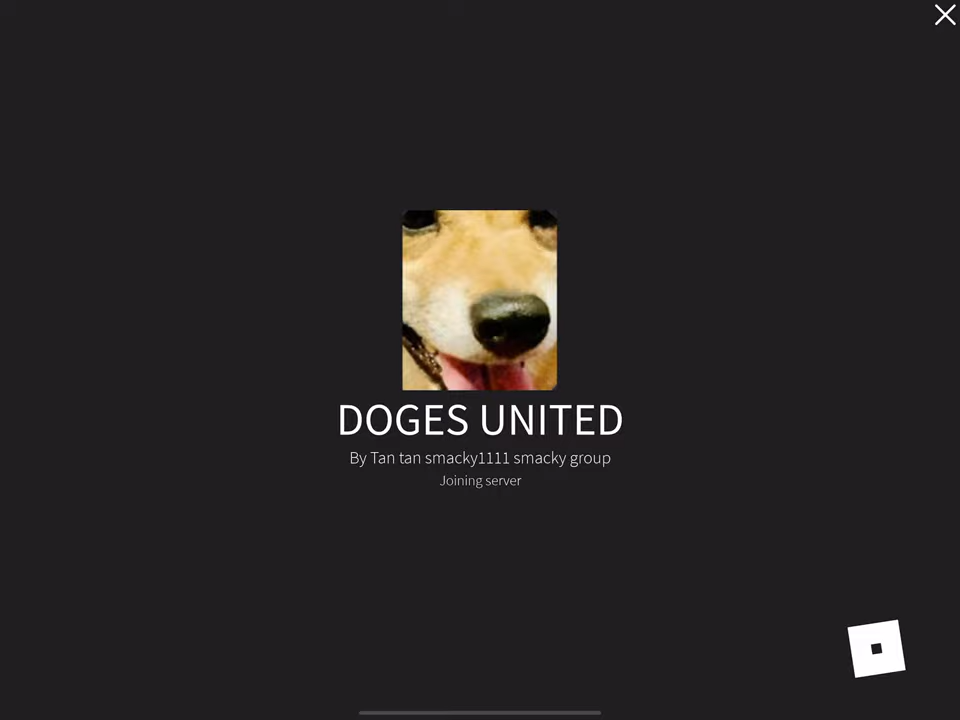 DOGES UNITED
By Tan tan smacky1111 smacky group
Joining server